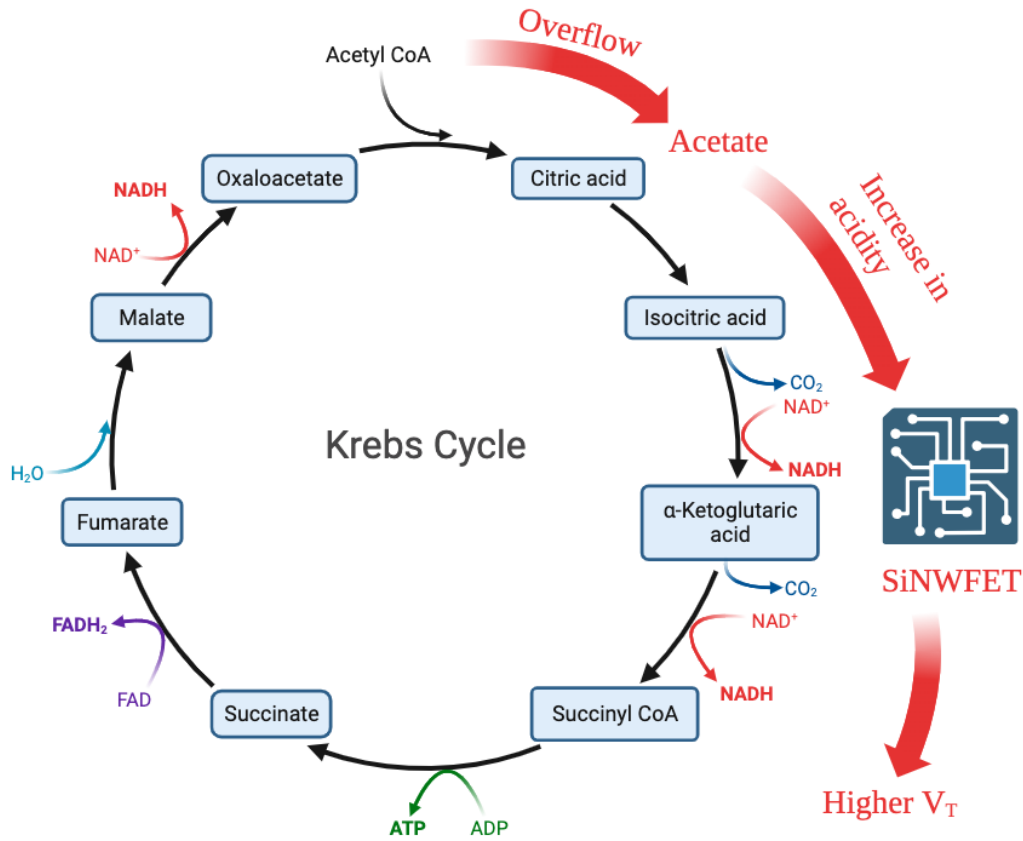 Overflow
Acetyl CoA
Acetate
Oxaloacetate
Citric acid
NADH
NAD⁺
Increase in
acidity
Malate
Isocitric acid
CO₂
NAD⁺
NADH
Krebs Cycle
H₂O
Fumarate
α-Ketoglutaric
acid
SiNWFET
CO₂
NAD⁺
NADH
FADH₂
FAD
Succinate
Succinyl CoA
ATP
ADP
Higher V_T